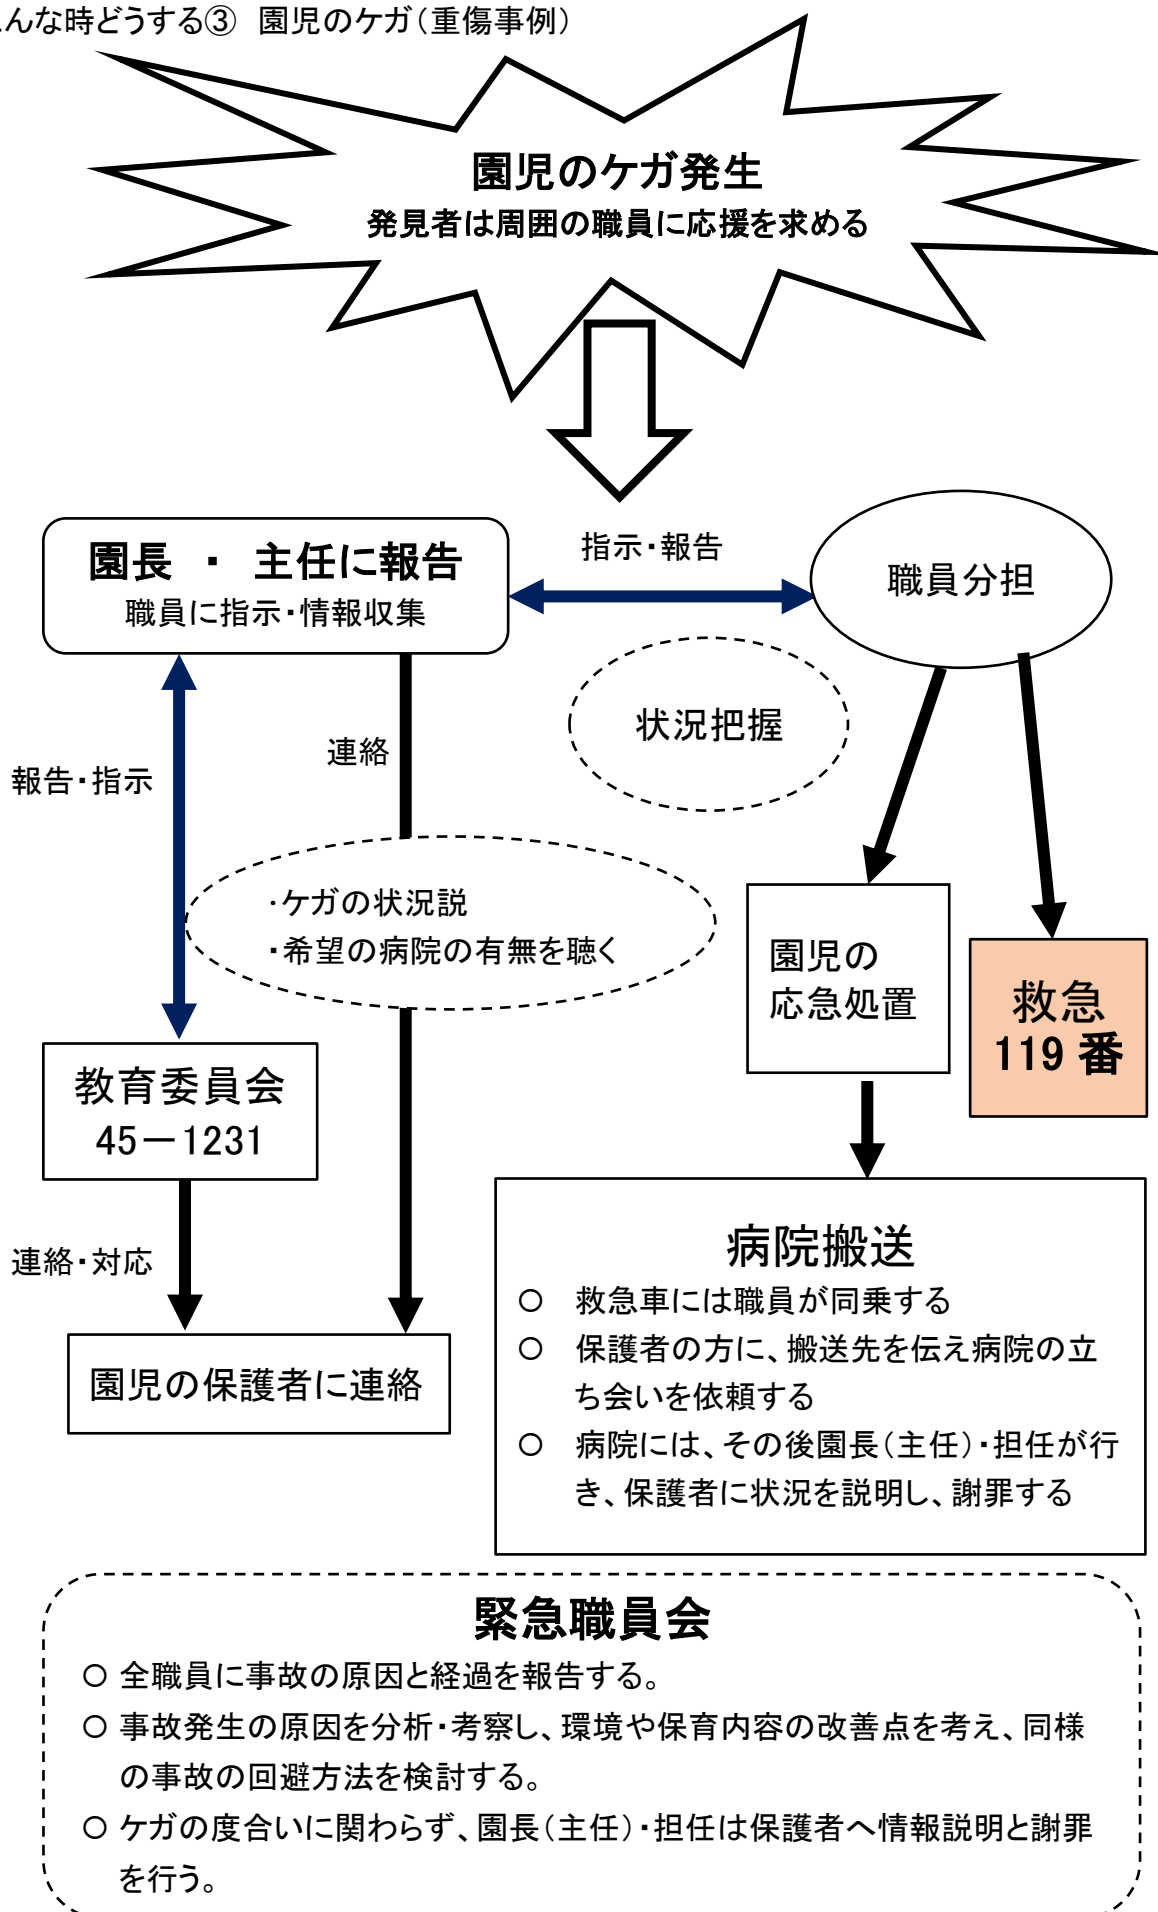 んな時どうする③ 園児のケガ(重傷事例)
園児のケガ発生
発見者は周囲の職員に応援を求める
園長 ・ 主任に報告
職員に指示・情報収集
指示・報告
職員分担
状況把握
連絡
報告・指示
・ケガの状況説
・希望の病院の有無を聴く
園児の
応急処置
救急
119番
教育委員会
45-1231
連絡・対応
園児の保護者に連絡
病院搬送
○ 救急車には職員が同乗する
○ 保護者の方に、搬送先を伝え病院の立
ち会いを依頼する
○ 病院には、その後園長(主任)・担任が行
き、保護者に状況を説明し、謝罪する
緊急職員会
○ 全職員に事故の原因と経過を報告する。
○ 事故発生の原因を分析・考察し、環境や保育内容の改善点を考え、同様
の事故の回避方法を検討する。
○ ケガの度合いに関わらず、園長(主任)・担任は保護者へ情報説明と謝罪
を行う。